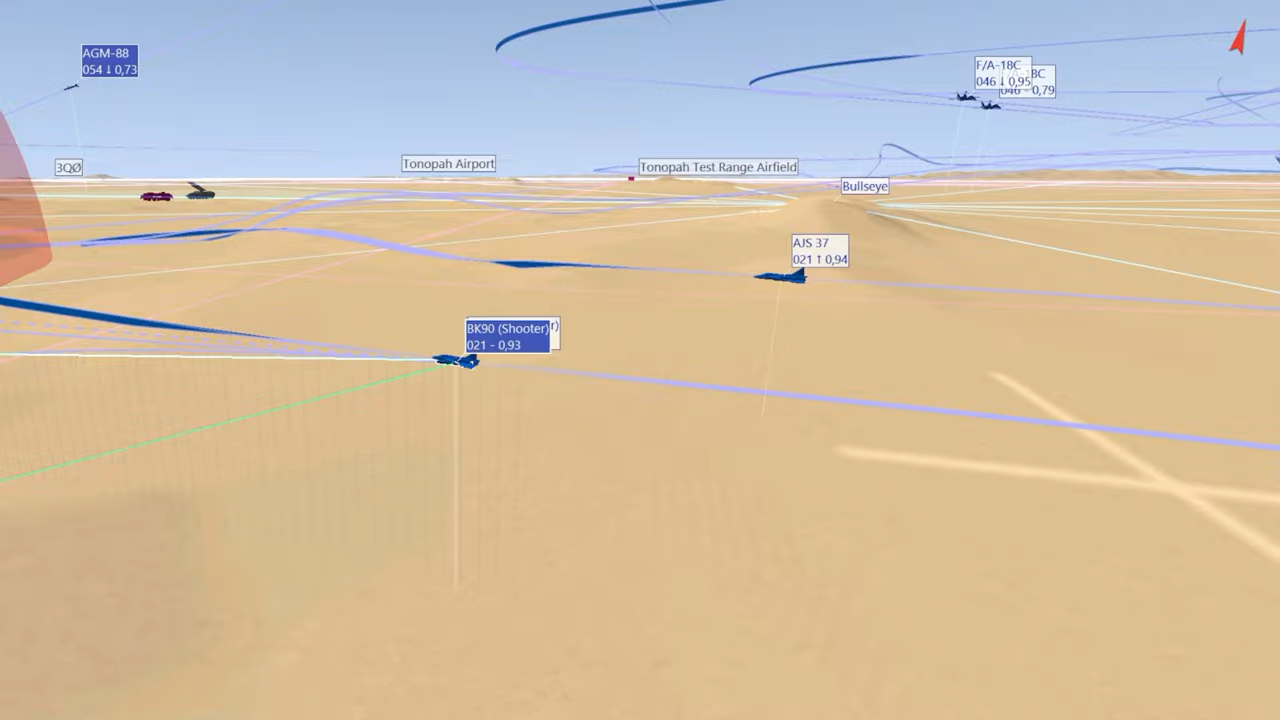 AGM-88
054 ↓ 0,73
F/A-18C
046 ↓ 0,95
8C
046 - 0,79
3QØ
Tonopah Airport
Tonopah Test Range Airfield
Bullseye
AJS 37
021 ↑ 0,94
BK90 (Shooter)
021 - 0,93
r)